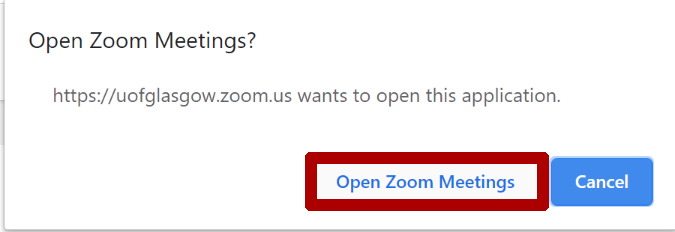 Open Zoom Meetings?
https://uofglasgow.zoom.us wants to open this application.
Open Zoom Meetings Cancel